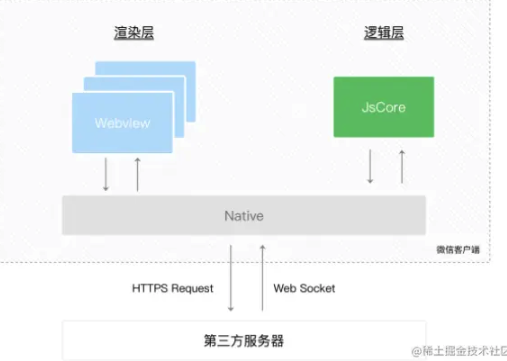 渲染层
逻辑层
Webview
JsCore
Native
微信客户端
HTTPS Request
Web Socket
第三方服务器
@稀土掘金技术社区